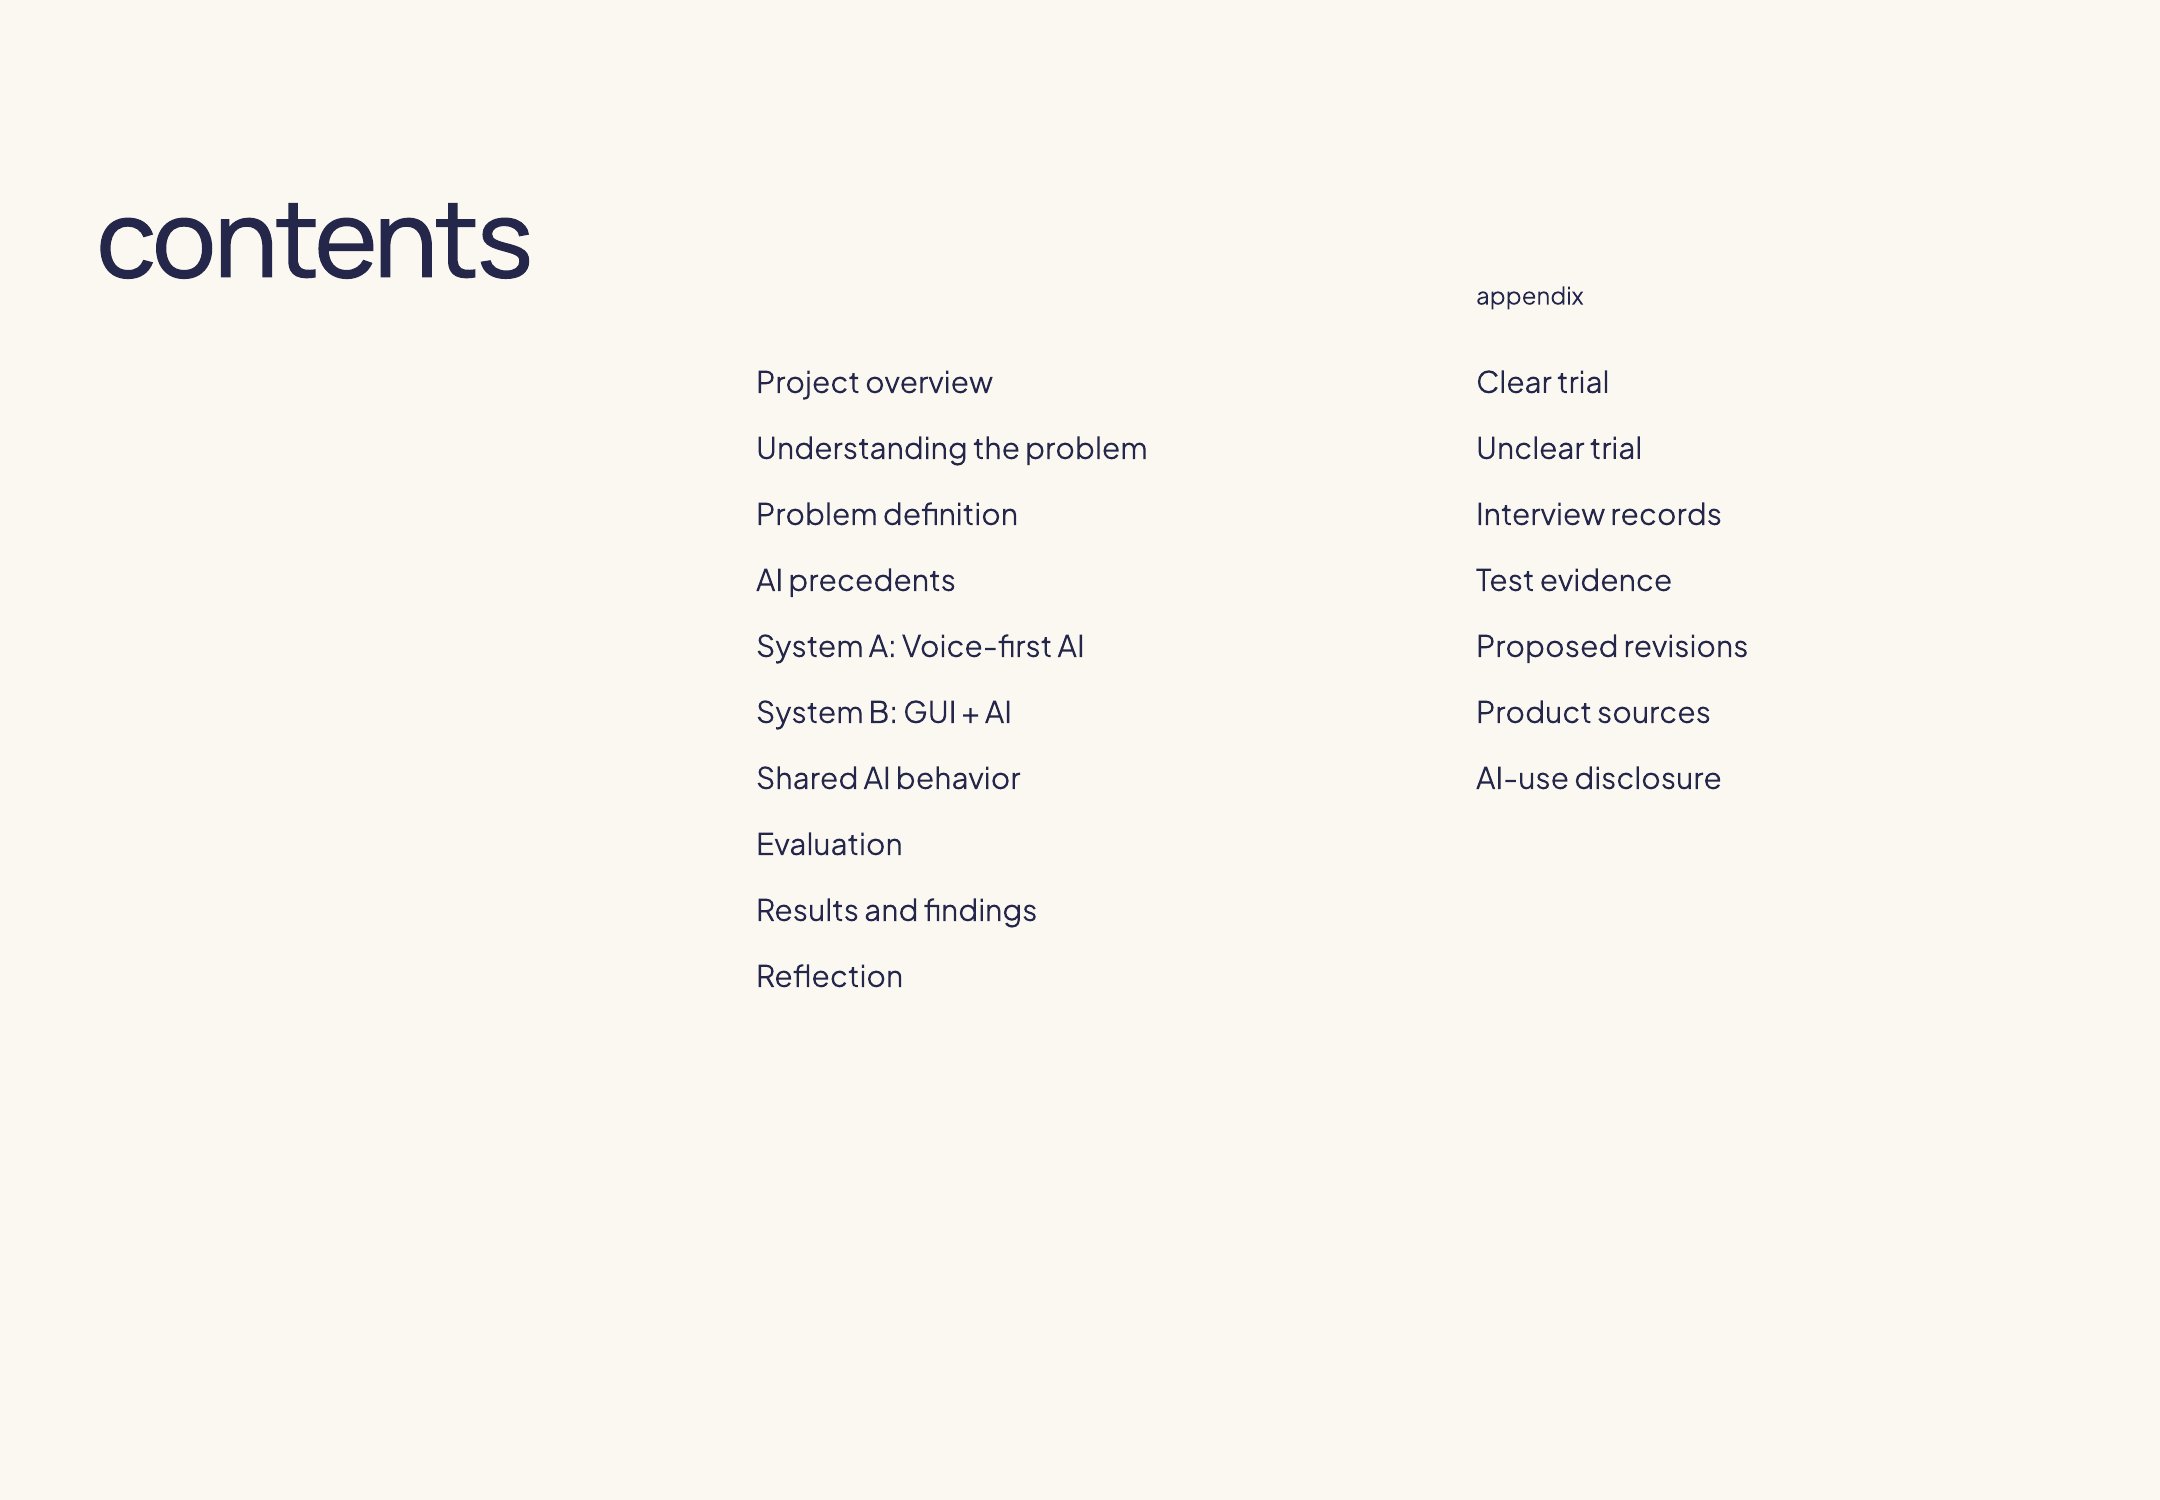 contents
Project overview
Understanding the problem
Problem definition
AI precedents
System A: Voice-first AI
System B: GUI + AI
Shared AI behavior
Evaluation
Results and findings
Reflection
appendix
Clear trial
Unclear trial
Interview records
Test evidence
Proposed revisions
Product sources
AI-use disclosure